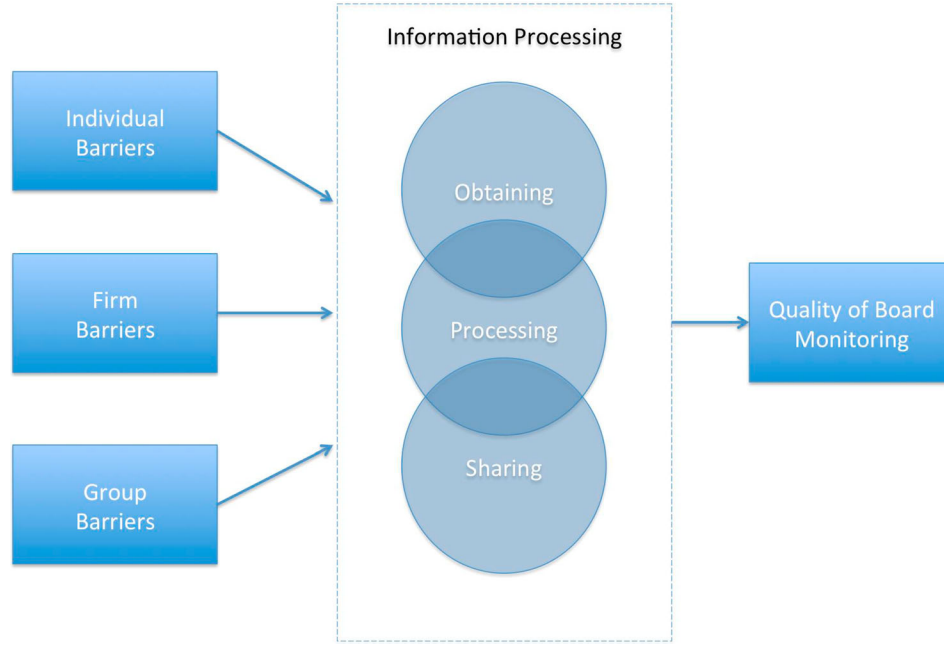 Information Processing
Individual
Barriers
Firm
Barriers
Group
Barriers
Obtaining
Processing
Sharing
Quality of Board
Monitoring